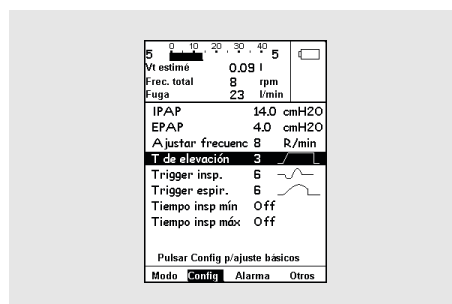 0 10 20 30 40
5 5
Vt estimé 0.09 l
Frec. total 8 rpm
Fuga 23 l/min
IPAP 14.0 cmH2O
EPAP 4.0 cmH2O
Ajustar frecuenc 8 R/min
T de elevación 3
Trigger insp. 6
Trigger espir. 6
Tiempo insp mín Off
Tiempo insp máx Off
Pulsar Config p/ajuste básicos
Modo Config Alarma Otros